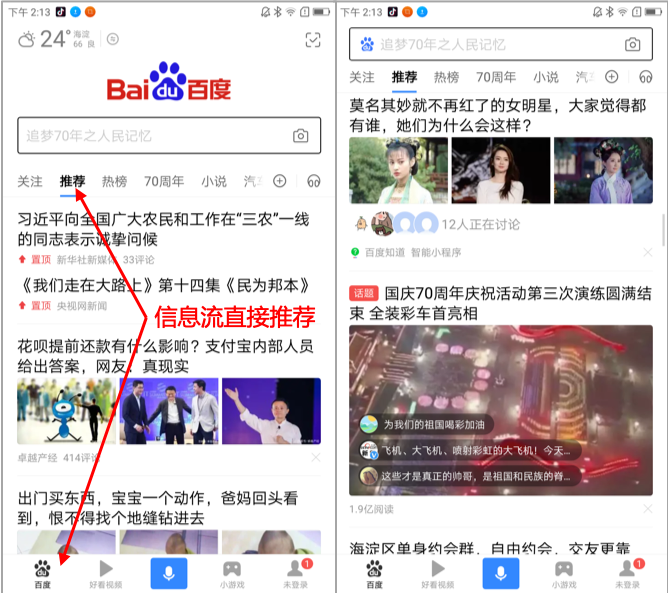 下午 2:13
24°
海淀
66 良
Bai du 百度
追梦70年之人民记忆
关注 推荐 热榜 70周年 小说 汽
习近平向全国广大农民和工作在“三农”一线
的同志表示诚挚问候
置顶 新华社新媒体 33评论
《我们走在大路上》第十四集《民为邦本》
置顶 央视网新闻
信息流直接推荐
花呗提前还款有什么影响？支付宝内部人员
给出答案，网友：真现实
卓越产经 414评论
出门买东西，宝宝一个动作，爸妈回头看
到，恨不得找个地缝钻进去
百度 好看视频 小游戏 未登录
1
下午 2:13
追梦70年之人民记忆
关注 推荐 热榜 70周年 小说 汽
莫名其妙就不再红了的女明星，大家觉得都
有谁，她们为什么会这样？
12人正在讨论
百度知道 智能小程序
话题 国庆70周年庆祝活动第三次演练圆满结
束 全装彩车首亮相
为我们的祖国喝彩加油
飞机、大飞机、喷射彩虹的大飞机！今天...
这些才是真正的帅哥，是祖国和民族的脊...
1.9亿阅读
海淀区单身约会群，自由约会，交友更靠
百度 好看视频 小游戏 未登录
1